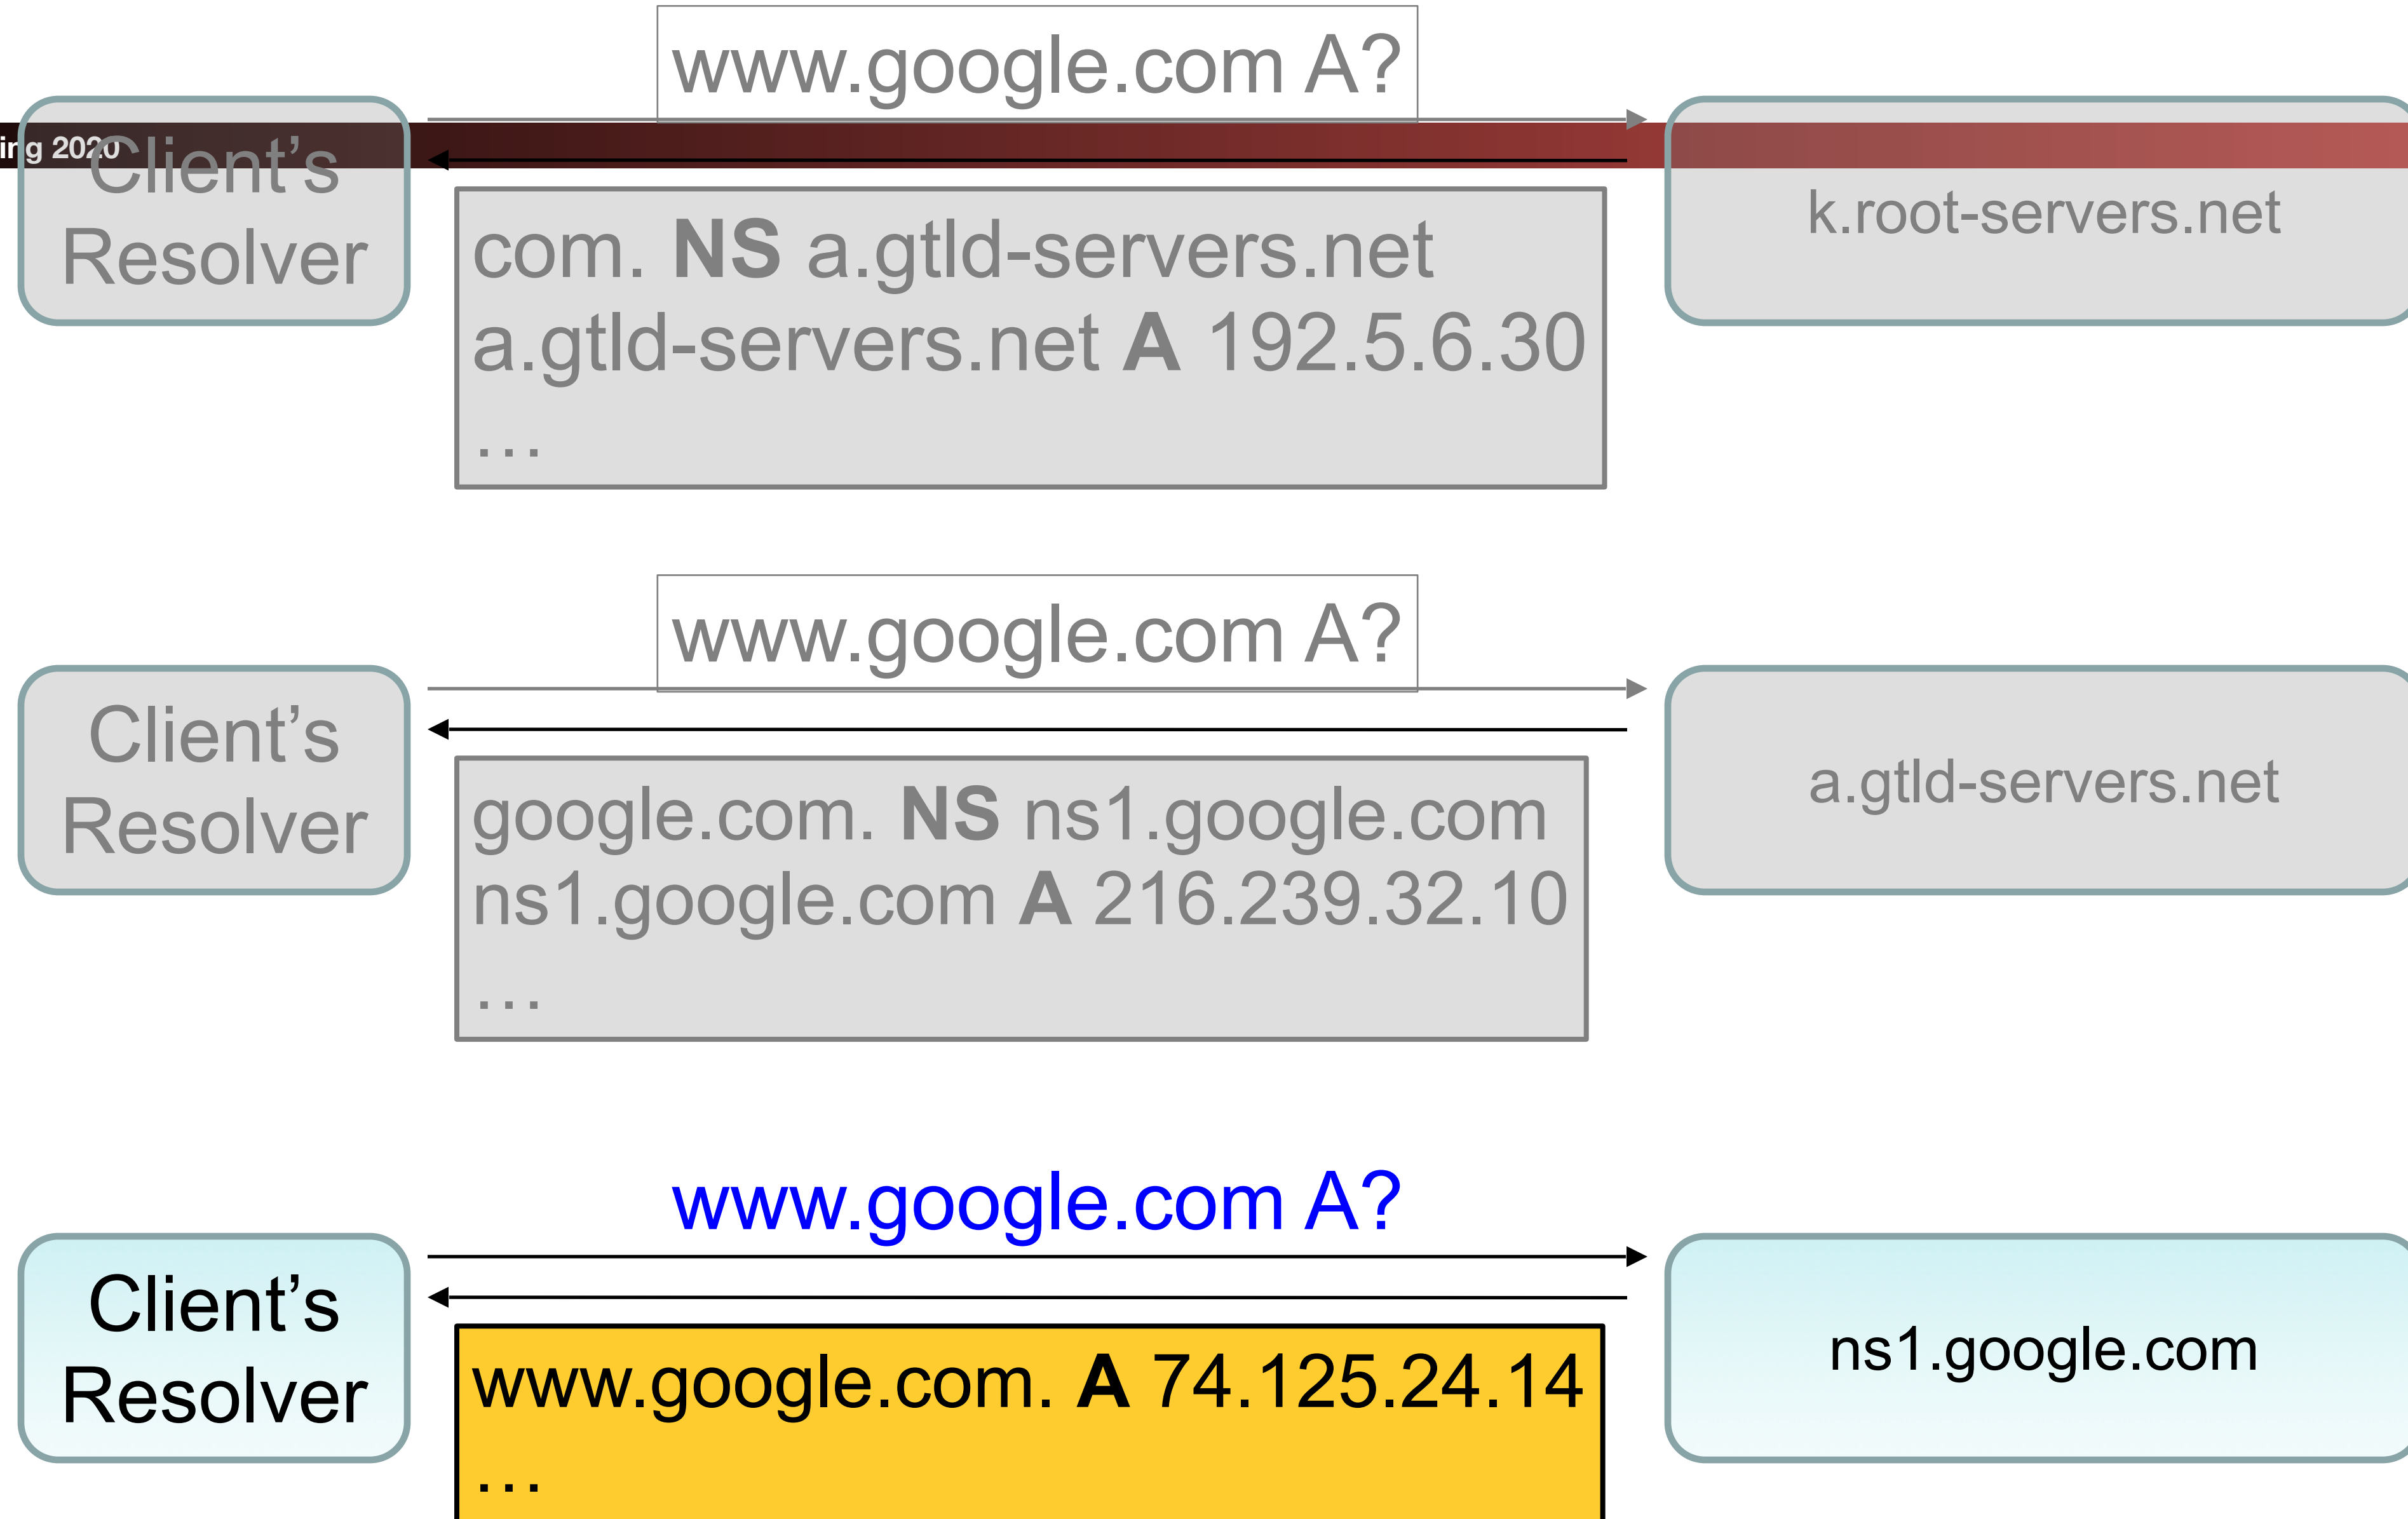 www.google.com A?
ing 2020
Client's
Resolver
com. NS a.gtld-servers.net
a.gtld-servers.net A 192.5.6.30
…
k.root-servers.net
www.google.com A?
Client's
Resolver
google.com. NS ns1.google.com
ns1.google.com A 216.239.32.10
…
a.gtld-servers.net
www.google.com A?
Client's
Resolver
www.google.com. A 74.125.24.14
…
ns1.google.com